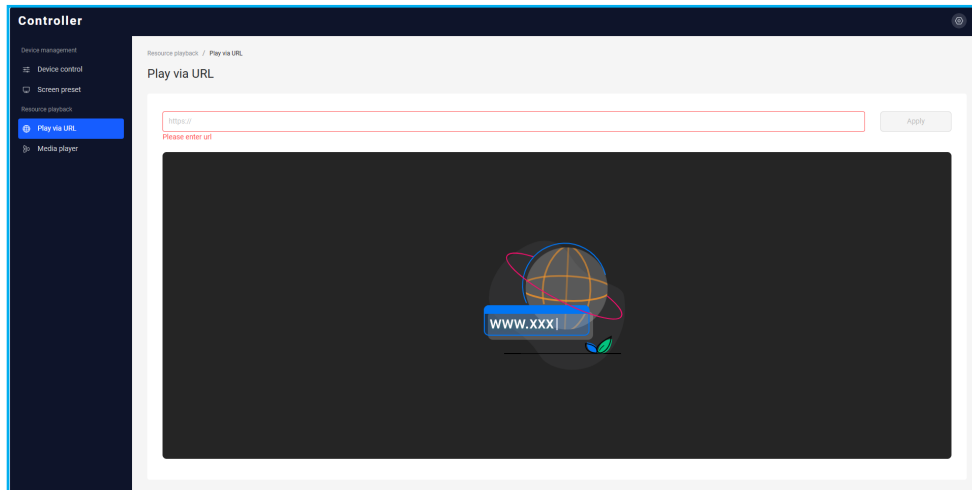 Controller
Device management
Device control
Screen preset
Resource playback
Play via URL
Media player
Resource playback / Play via URL
Play via URL
https://
Apply
Please enter url
WWW.XXX|